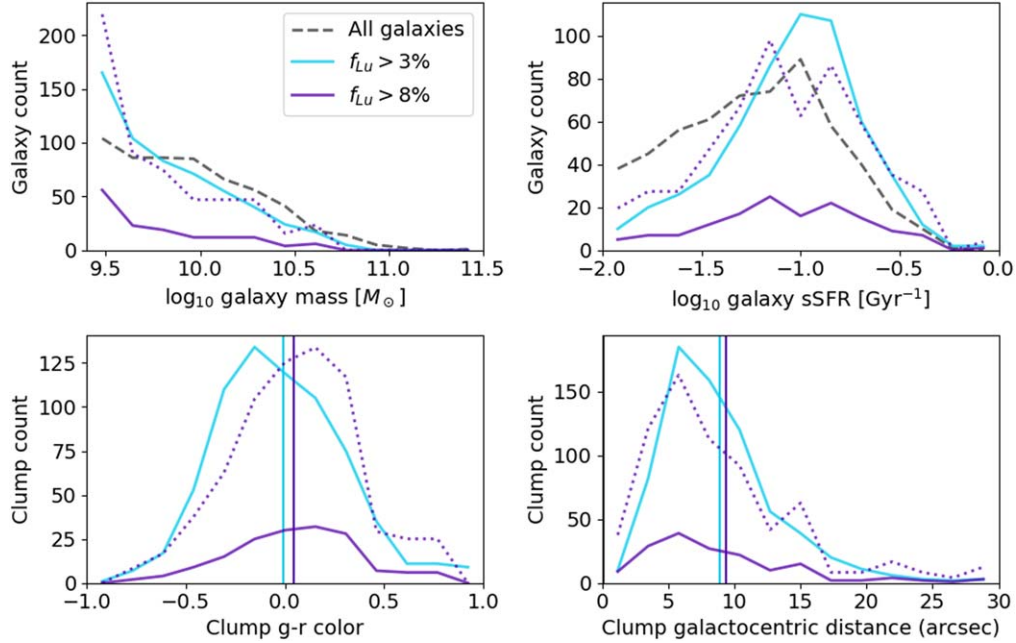 200
150
100
50
0
Galaxy count
9.5 10.0 10.5 11.0 11.5
log₁₀ galaxy mass [M⊙]
All galaxies
f_Lu > 3%
f_Lu > 8%
100
80
60
40
20
0
Galaxy count
−2.0 −1.5 −1.0 −0.5 0.0
log₁₀ galaxy sSFR [Gyr⁻¹]
125
100
75
50
25
0
Clump count
−1.0 −0.5 0.0 0.5 1.0
Clump g-r color
150
100
50
0
Clump count
0 5 10 15 20 25 30
Clump galactocentric distance (arcsec)